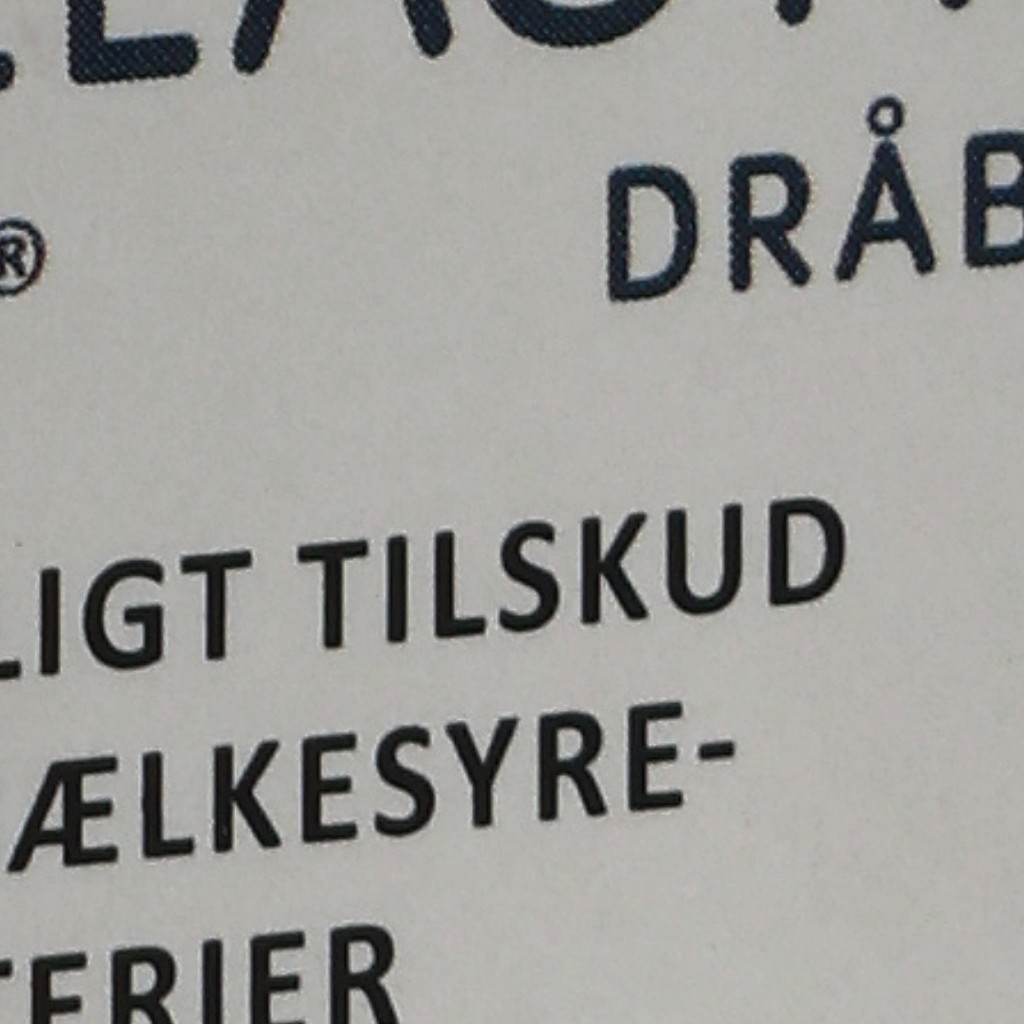 ®
DRÅB
LIGT TILSKUD
ÆLKESYRE-
TERIER